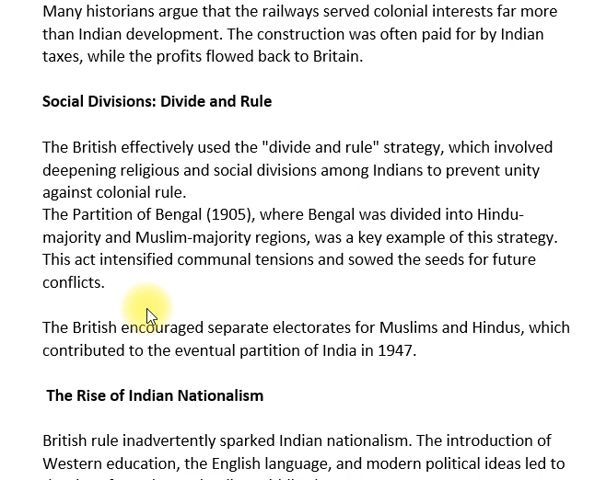 Many historians argue that the railways served colonial interests far more
than Indian development. The construction was often paid for by Indian
taxes, while the profits flowed back to Britain.
Social Divisions: Divide and Rule
The British effectively used the "divide and rule" strategy, which involved
deepening religious and social divisions among Indians to prevent unity
against colonial rule.
The Partition of Bengal (1905), where Bengal was divided into Hindu-
majority and Muslim-majority regions, was a key example of this strategy.
This act intensified communal tensions and sowed the seeds for future
conflicts.
The British encouraged separate electorates for Muslims and Hindus, which
contributed to the eventual partition of India in 1947.
The Rise of Indian Nationalism
British rule inadvertently sparked Indian nationalism. The introduction of
Western education, the English language, and modern political ideas led to